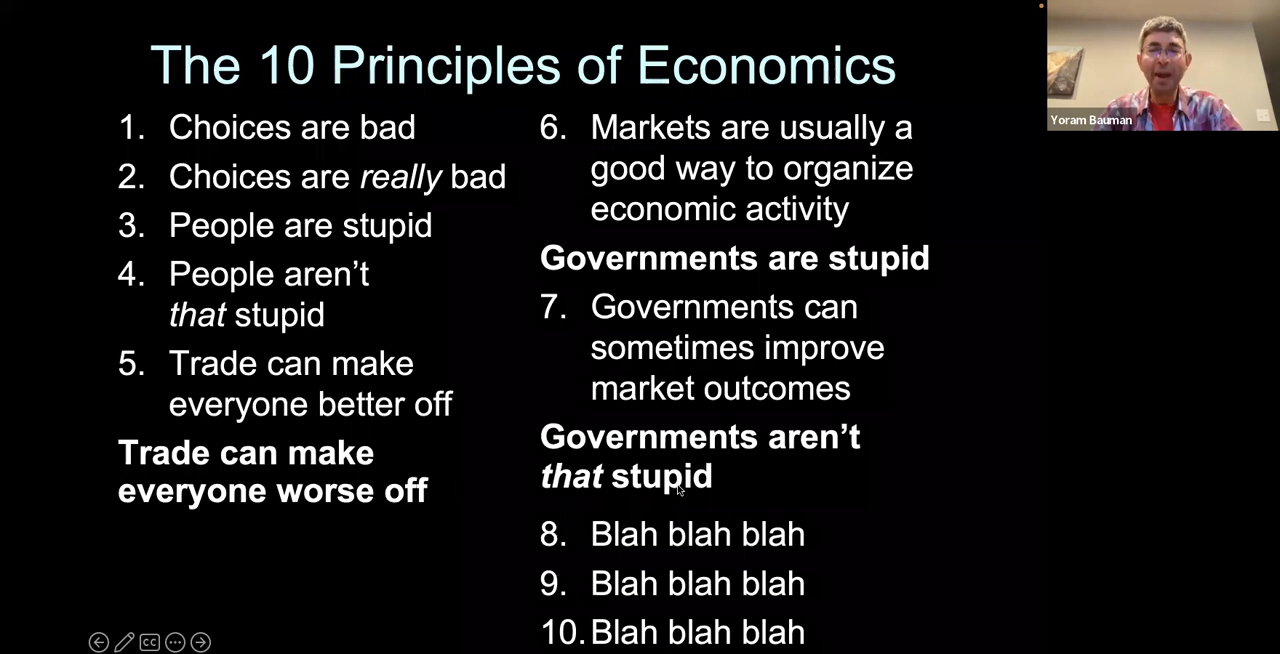 The 10 Principles of Economics
1. Choices are bad
2. Choices are really bad
3. People are stupid
4. People aren’t
that stupid
5. Trade can make
everyone better off
Trade can make
everyone worse off
6. Markets are usually a
good way to organize
economic activity
Governments are stupid
7. Governments can
sometimes improve
market outcomes
Governments aren’t
that stupid
8. Blah blah blah
9. Blah blah blah
10. Blah blah blah
Yoram Bauman
CC